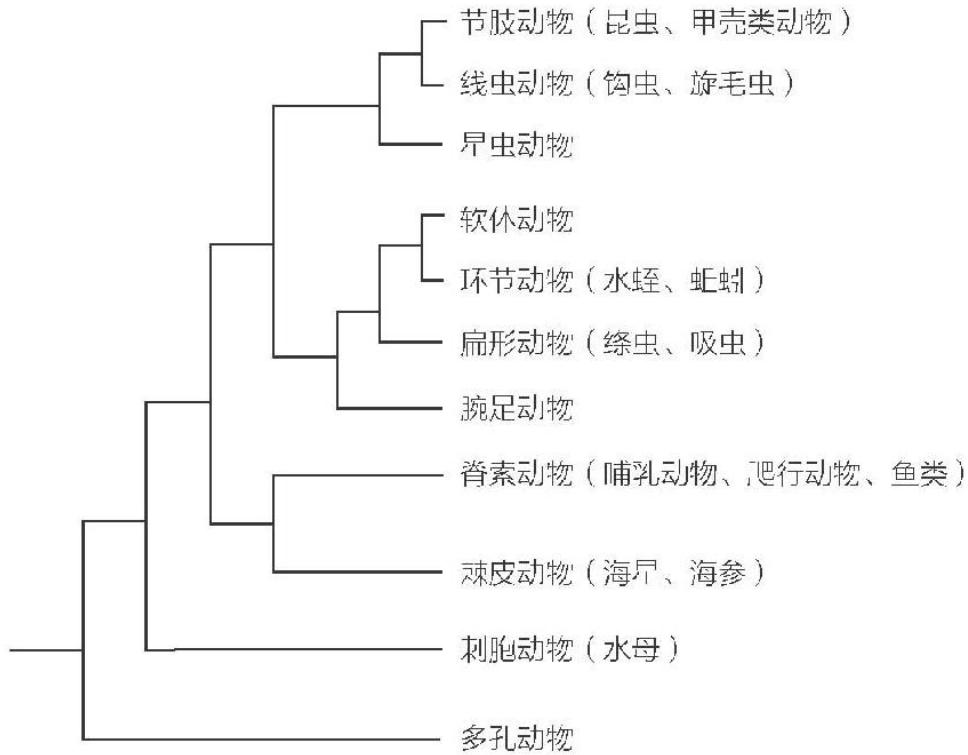 节肢动物（昆虫、甲壳类动物）
线虫动物（钩虫、旋毛虫）
星虫动物
软体动物
环节动物（水蛭、蚯蚓）
扁形动物（绦虫、吸虫）
腕足动物
脊索动物（哺乳动物、爬行动物、鱼类）
棘皮动物（海星、海参）
刺胞动物（水母）
多孔动物